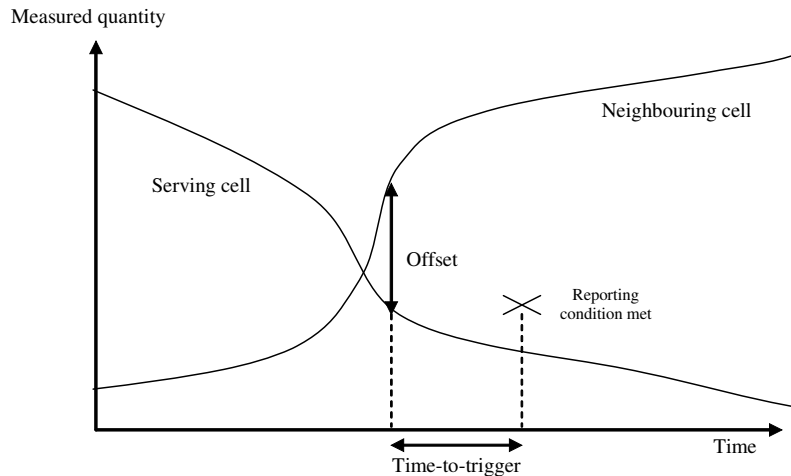 Measured quantity
Neighbouring cell
Serving cell
Offset
Reporting
condition met
Time
Time-to-trigger